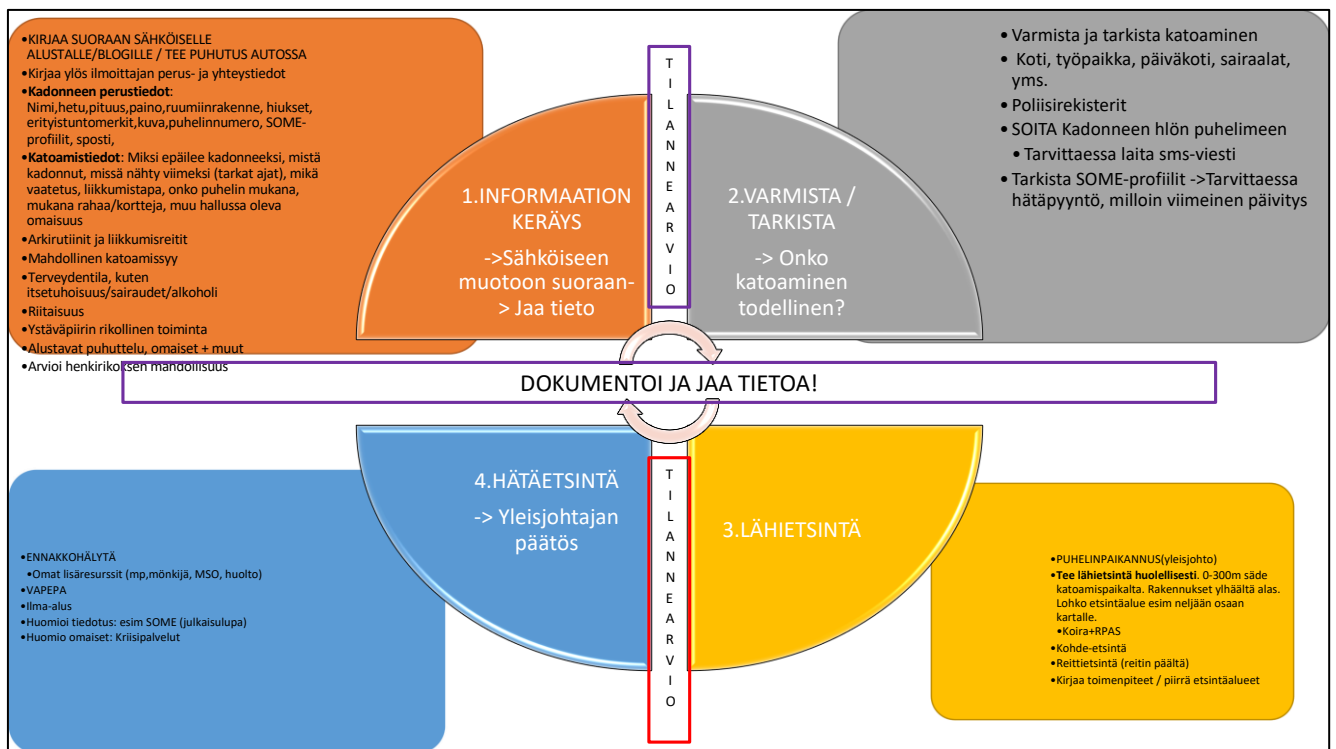 •KIRJAA SUORAAN SÄHKÖISELLE
ALUSTALLE/BLOGILLE / TEE PUHUTUS AUTOSSA
•Kirjaa ylös ilmoittajan perus- ja yhteystiedot
•Kadonneen perustiedot:
Nimi,hetu,pituus,paino,ruumiinrakenne, hiukset,
erityistuntomerkit,kuva,puhelinnumero, SOME-
profiilit, sposti,
•Katoamistiedot: Miksi epäilee kadonneeksi, mistä
kadonnut, missä nähty viimeksi (tarkat ajat), mikä
vaatetus, liikkumistapa, onko puhelin mukana,
mukana rahaa/kortteja, muu hallussa oleva
omaisuus
•Arkirutiinit ja liikkumisreitit
•Mahdollinen katoamissyy
•Terveydentila, kuten
itsetuhoisuus/sairaudet/alkoholi
•Riitaisuus
•Ystäväpiirin rikollinen toiminta
•Alustavat puhuttelu, omaiset + muut
•Arvioi henkirikoksen mahdollisuus
1.INFORMAATION
KERÄYS
->Sähköiseen
muotoon suoraan-
> Jaa tieto
TILANNEARVIO
2.VARMISTA /
TARKISTA
-> Onko
katoaminen
todellinen?
• Varmista ja tarkista katoaminen
• Koti, työpaikka, päiväkoti, sairaalat,
yms.
• Poliisirekisterit
• SOITA Kadonneen hlön puhelimeen
• Tarvittaessa laita sms-viesti
• Tarkista SOME-profiilit ->Tarvittaessa
hätäpyyntö, milloin viimeinen päivitys
DOKUMENTOI JA JAA TIETOA!
4.HÄTÄETSINTÄ
-> Yleisjohtajan
päätös
TILANNEARVIO
3.LÄHIETSINTÄ
•ENNAKKOHÄLYTÄ
•Omat lisäresurssit (mp,mönkijä, MSO, huolto)
•VAPEPA
•Ilma-alus
•Huomioi tiedotus: esim SOME (julkaisulupa)
•Huomio omaiset: Kriisipalvelut
•PUHELINPAIKANNUS(yleisjohto)
•Tee lähietsintä huolellisesti. 0-300m säde
katoamispaikalta. Rakennukset ylhäältä alas.
Lohko etsintäalue esim neljään osaan
kartalle.
•Koira+RPAS
•Kohde-etsintä
•Reittietsintä (reitin päältä)
•Kirjaa toimenpiteet / piirrä etsintäalueet